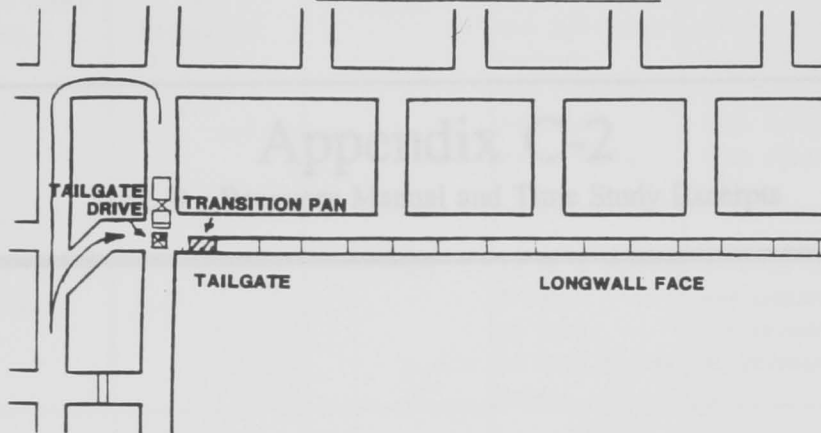 Appendix C-2
TAILGATE
DRIVE
TRANSITION PAN
TAILGATE
LONGWALL FACE